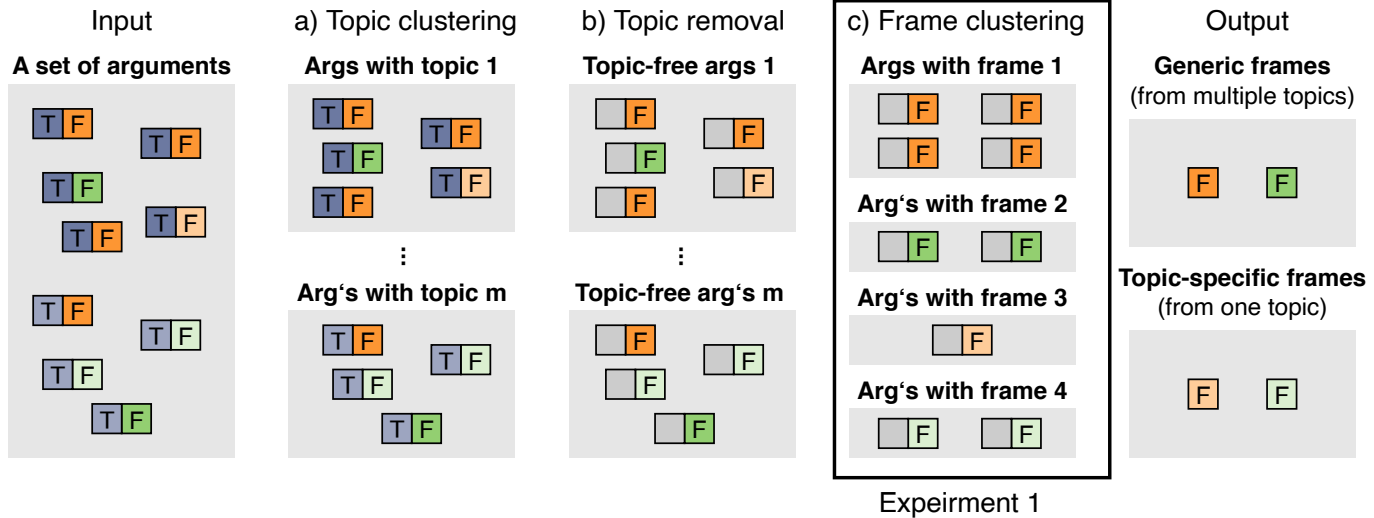 Input
A set of arguments
T F
T F
T F
T F
T F
T F
T F
T F
T F
a) Topic clustering
Args with topic 1
T F
T F
T F
T F
T F
⋮
Arg‘s with topic m
T F
T F
T F
T F
b) Topic removal
Topic-free args 1
F
F
F
F
F
⋮
Topic-free arg‘s m
F
F
F
F
c) Frame clustering
Args with frame 1
F F
F F
Arg‘s with frame 2
F F
Arg‘s with frame 3
F
Arg‘s with frame 4
F F
Expeirment 1
Output
Generic frames
(from multiple topics)
F F
Topic-specific frames
(from one topic)
F F